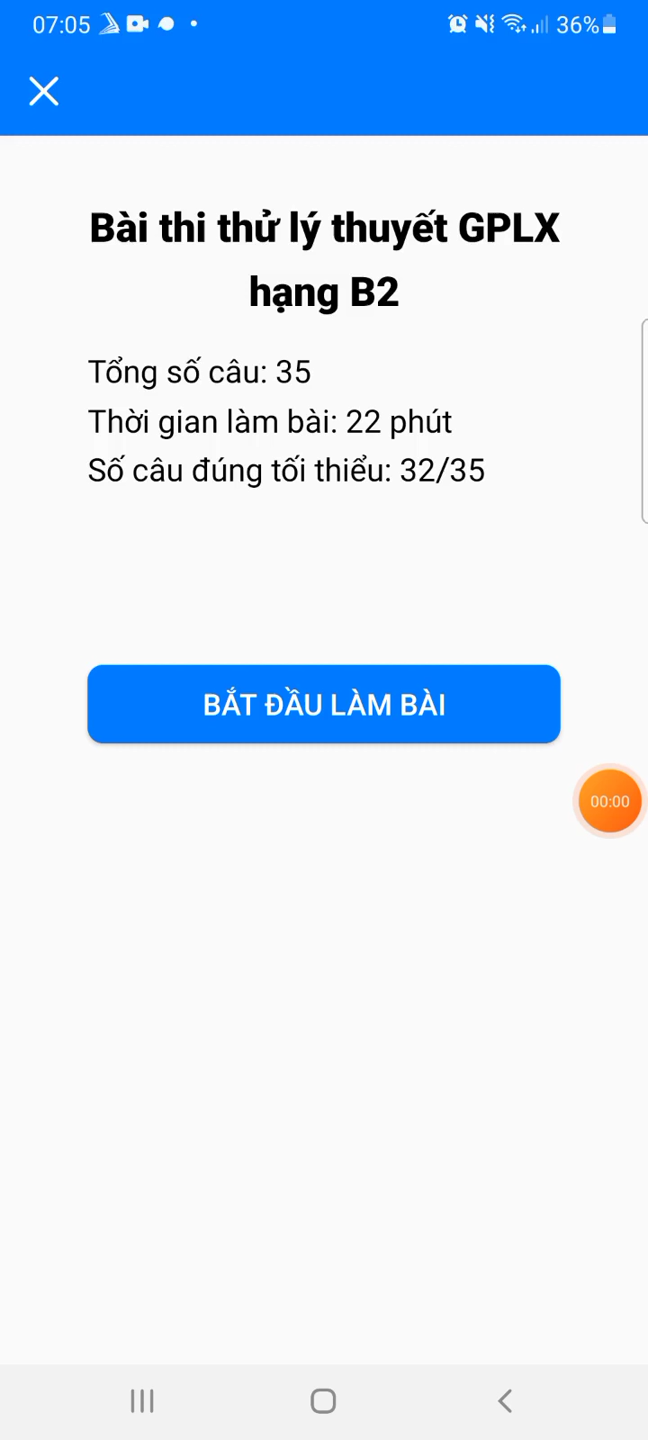 07:05
36%
Bài thi thử lý thuyết GPLX
hạng B2
Tổng số câu: 35
Thời gian làm bài: 22 phút
Số câu đúng tối thiểu: 32/35
BẮT ĐẦU LÀM BÀI
00:00